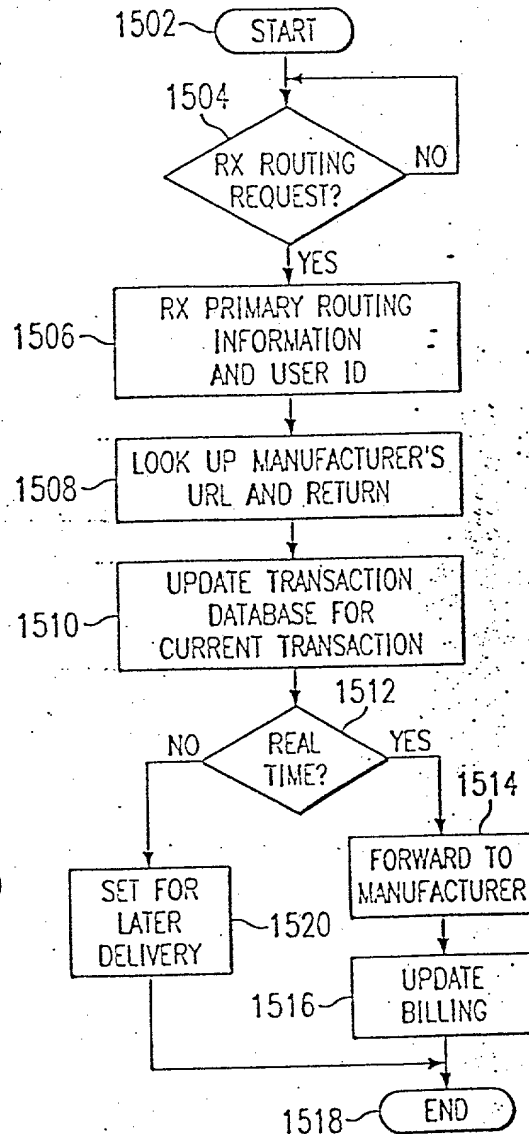 1502
START
1504
RX ROUTING
REQUEST?
NO
YES
1506
RX PRIMARY ROUTING
INFORMATION
AND USER ID
1508
LOOK UP MANUFACTURER'S
URL AND RETURN
1510
UPDATE TRANSACTION
DATABASE FOR
CURRENT TRANSACTION
1512
NO
REAL
TIME?
YES
1514
FORWARD TO
MANUFACTURER
SET FOR
LATER
DELIVERY
1520
1516
UPDATE
BILLING
1518
END